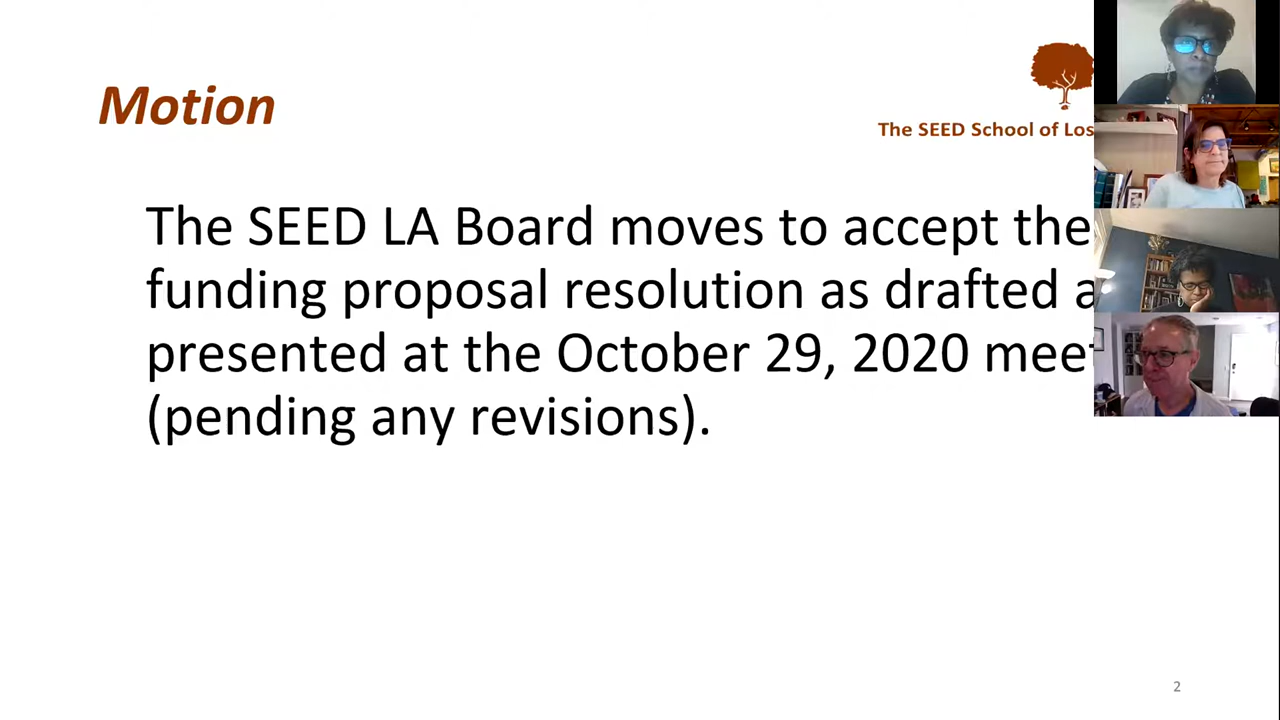 Motion
The SEED School of Los
The SEED LA Board moves to accept the
funding proposal resolution as drafted
presented at the October 29, 2020
(pending any revisions).
2